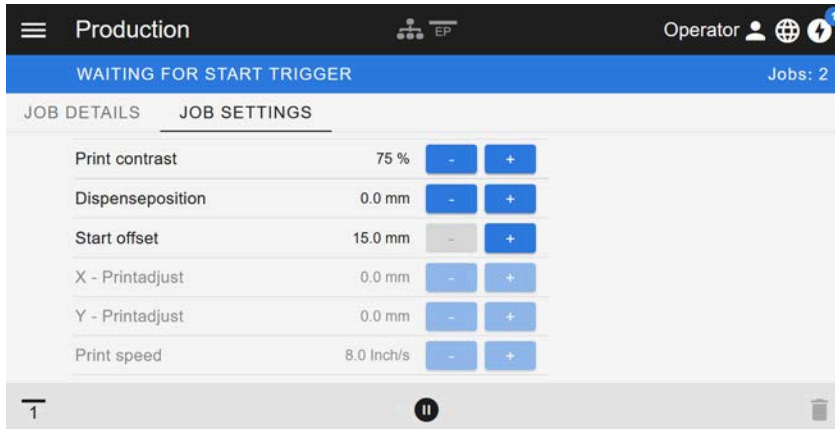 Production EP Operator 1
WAITING FOR START TRIGGER Jobs: 2
JOB DETAILS JOB SETTINGS
Print contrast 75 % - +
Dispenseposition 0.0 mm - +
Start offset 15.0 mm - +
X - Printadjust 0.0 mm - +
Y - Printadjust 0.0 mm - +
Print speed 8.0 Inch/s - +
1